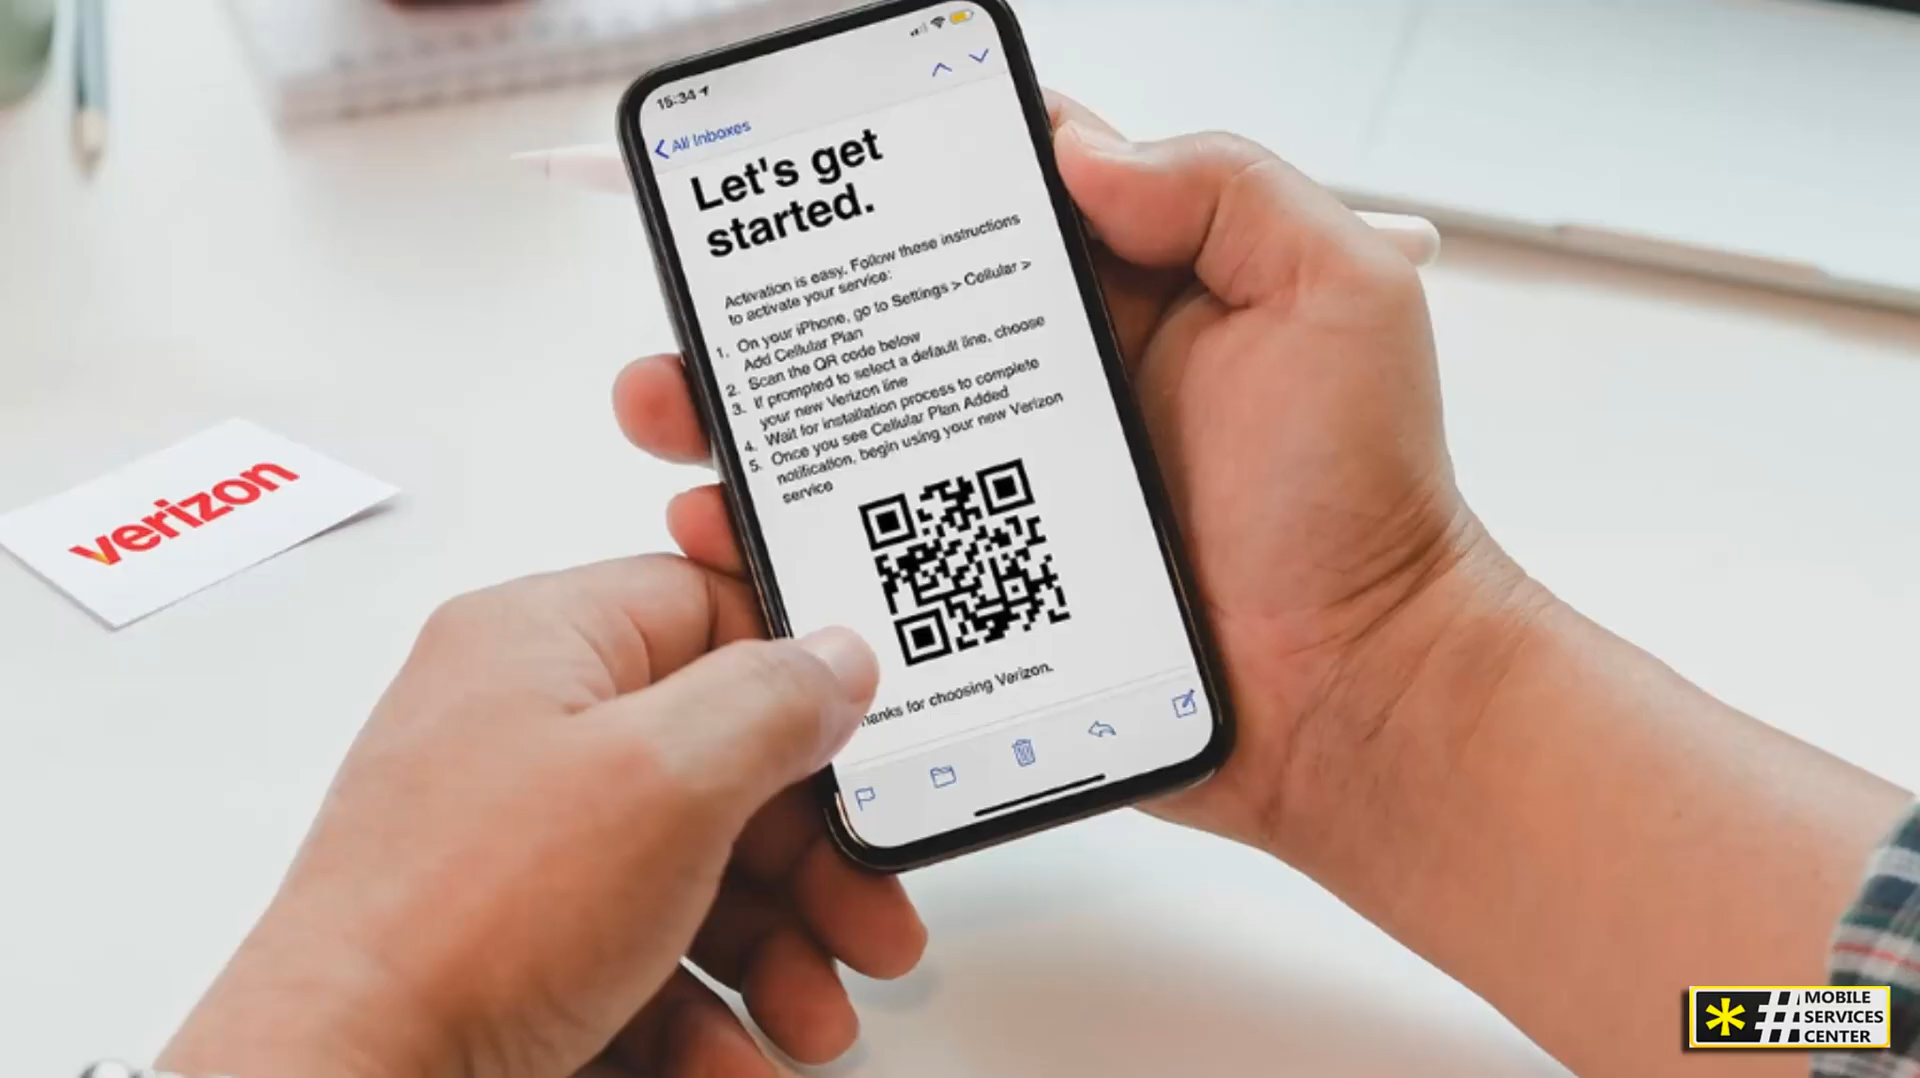 15:34
All Inboxes
Let's get
started.
Activation is easy. Follow these instructions
to activate your service:
1. On your iPhone, go to Settings > Cellular >
Add Cellular Plan
2. Scan the QR code below
3. If prompted to select a default line, choose
your new Verizon line
4. Wait for installation process to complete
5. Once you see Cellular Plan Added
notification, begin using your new Verizon
service
hanks for choosing Verizon.
verizon
*#
MOBILE
SERVICES
CENTER